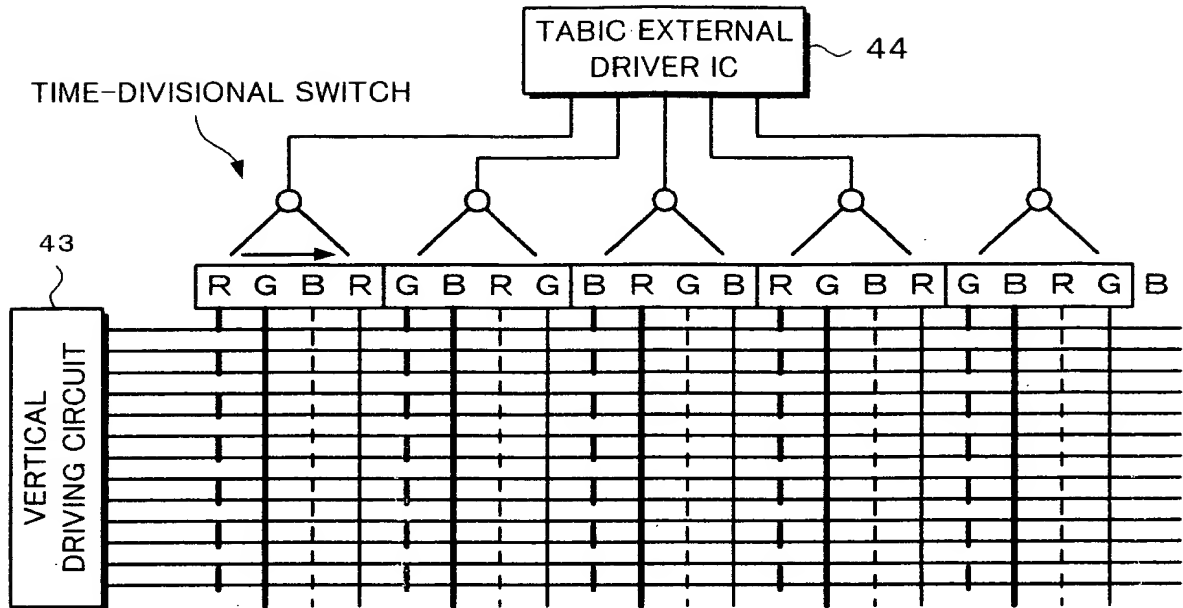 TABIC EXTERNAL
DRIVER IC
44
TIME-DIVISIONAL SWITCH
43
R G B R G B R G B R G B R G B R G B R G B
VERTICAL
DRIVING CIRCUIT